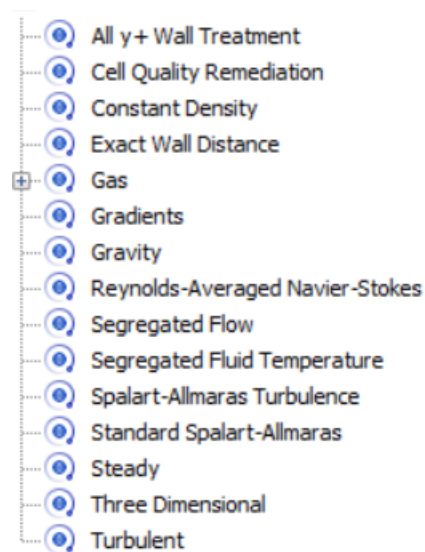 All y+ Wall Treatment
Cell Quality Remediation
Constant Density
Exact Wall Distance
Gas
Gradients
Gravity
Reynolds-Averaged Navier-Stokes
Segregated Flow
Segregated Fluid Temperature
Spalart-Allmaras Turbulence
Standard Spalart-Allmaras
Steady
Three Dimensional
Turbulent